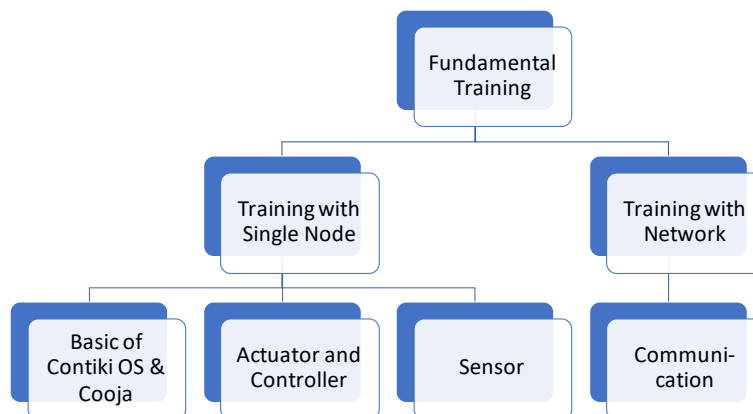 Fundamental
Training
Training with
Single Node
Training with
Network
Basic of
Contiki OS &
Cooja
Actuator and
Controller
Sensor
Communi-
cation